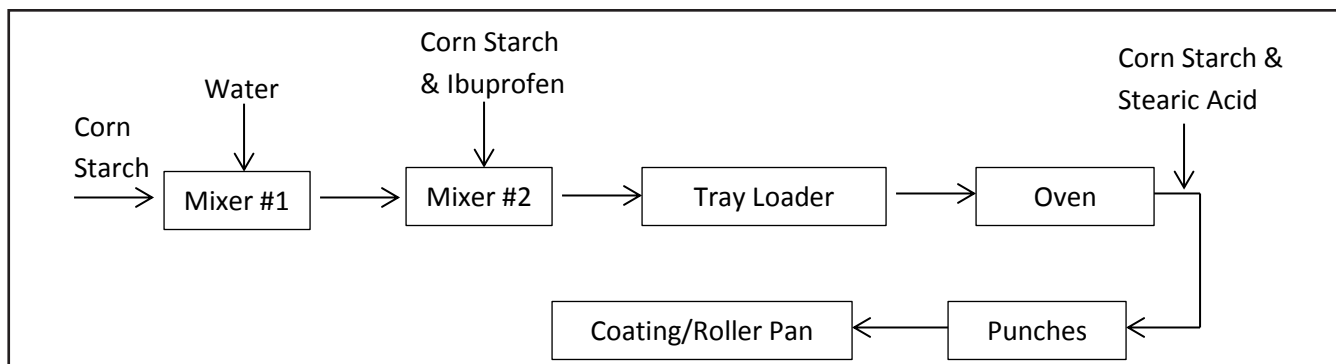 Corn Starch
& Ibuprofen
Corn Starch &
Stearic Acid
Water
Corn
Starch
Mixer #1
Mixer #2
Tray Loader
Oven
Coating/Roller Pan
Punches